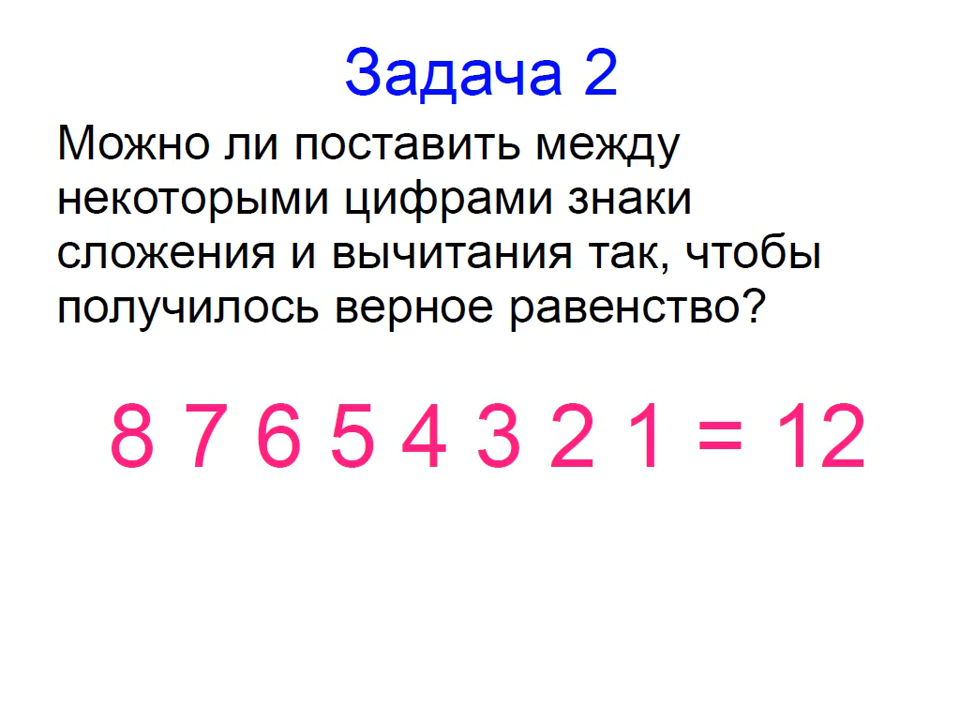 Задача 2
Можно ли поставить между
некоторыми цифрами знаки
сложения и вычитания так, чтобы
получилось верное равенство?
8 7 6 5 4 3 2 1 = 12